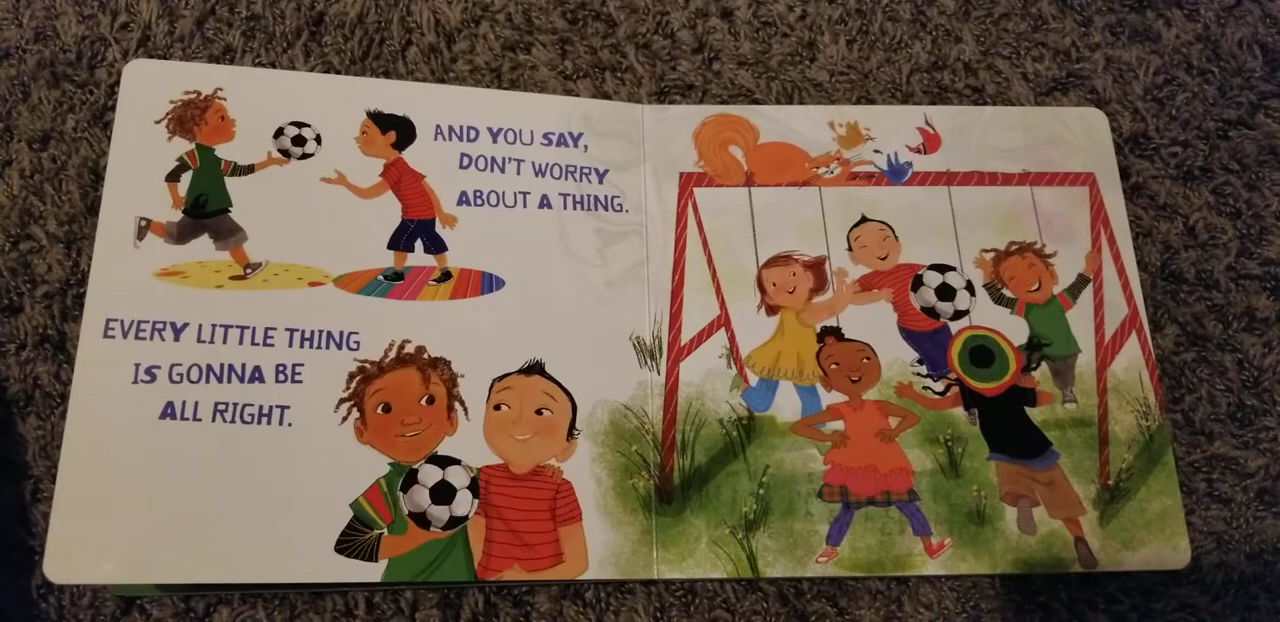 AND YOU SAY,
DON'T WORRY
ABOUT A THING.
EVERY LITTLE THING
IS GONNA BE
ALL RIGHT.